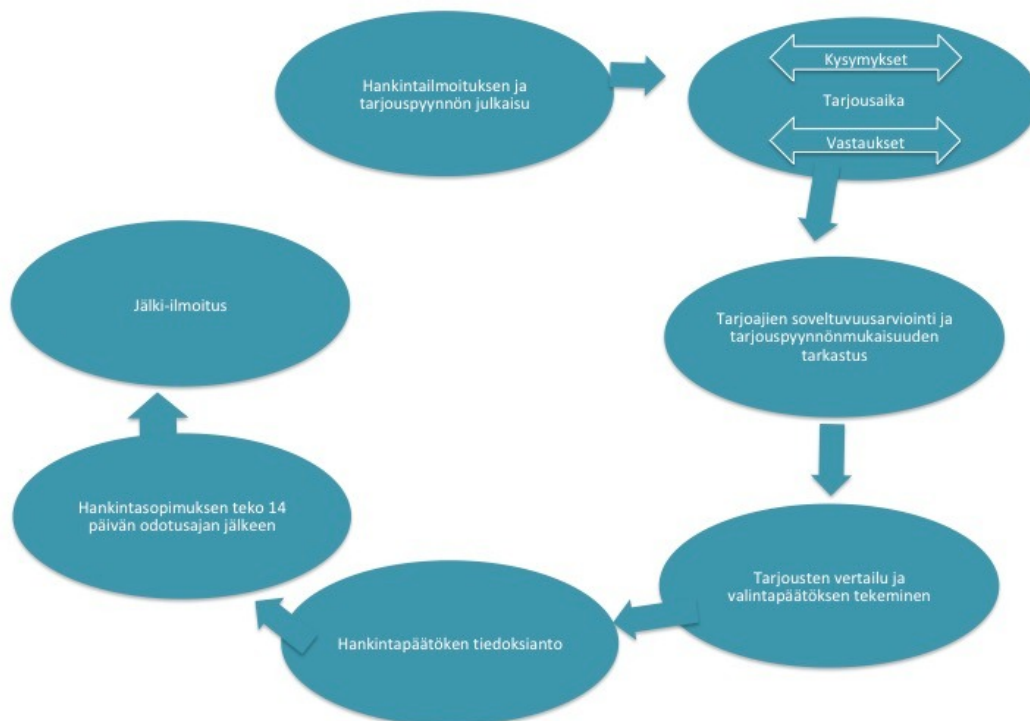 Hankintailmoituksen ja
tarjouspyynnön julkaisu
Kysymykset
Tarjousaika
Vastaukset
Tarjoajien soveltuvuusarviointi ja
tarjouspyynnönmukaisuuden
tarkastus
Tarjousten vertailu ja
valintapäätöksen tekeminen
Hankintapäätöken tiedoksianto
Hankintasopimuksen teko 14
päivän odotusajan jälkeen
Jälki-ilmoitus